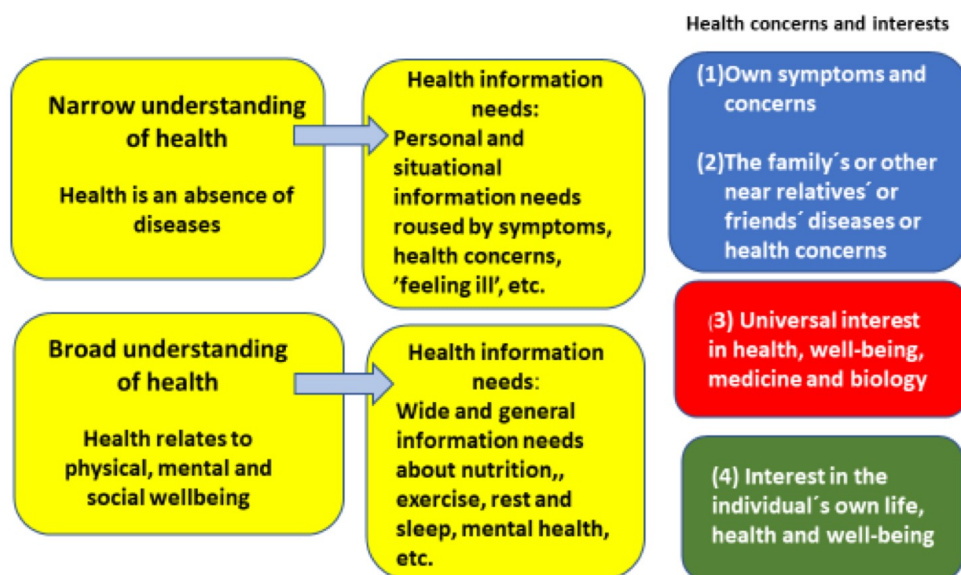 Health concerns and interests
Narrow understanding
of health
Health is an absence of
diseases
Health information
needs:
Personal and
situational
information needs
roused by symptoms,
health concerns,
’feeling ill’, etc.
(1)Own symptoms and
concerns
(2)The family´s or other
near relatives´ or
friends´ diseases or
health concerns
Broad understanding
of health
Health relates to
physical, mental and
social wellbeing
Health information
needs:
Wide and general
information needs
about nutrition,,
exercise, rest and
sleep, mental health,
etc.
(3) Universal interest
in health, well-being,
medicine and biology
(4) Interest in the
individual´s own life,
health and well-being